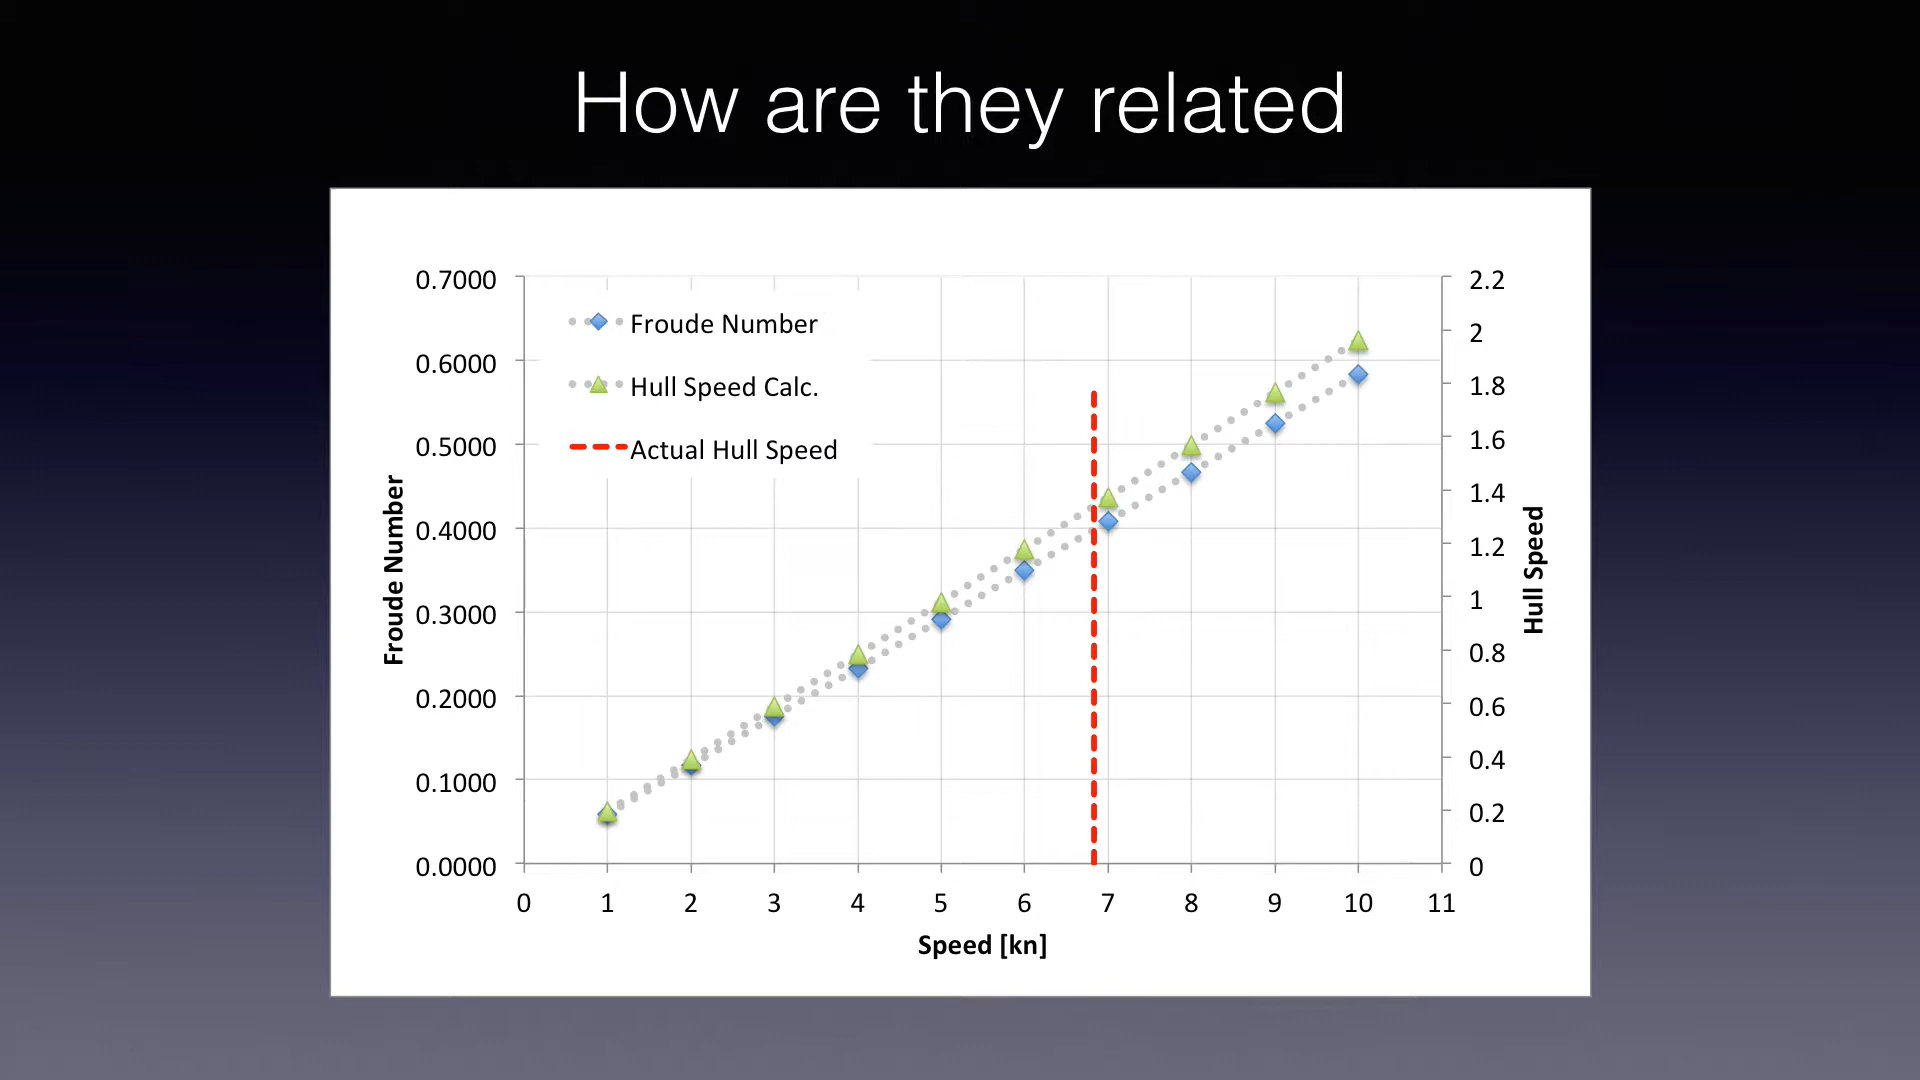 How are they related
Froude Number
Hull Speed Calc.
Actual Hull Speed
Froude Number
0.7000
0.6000
0.5000
0.4000
0.3000
0.2000
0.1000
0.0000
2.2
2
1.8
1.6
1.4
1.2
1
0.8
0.6
0.4
0.2
0
Hull Speed
0 1 2 3 4 5 6 7 8 9 10 11
Speed [kn]